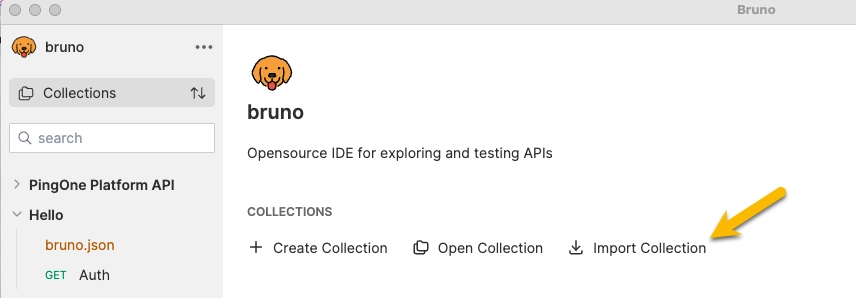 Bruno
bruno
Collections
search
PingOne Platform API
Hello
bruno.json
GET Auth
bruno
Opensource IDE for exploring and testing APIs
COLLECTIONS
+ Create Collection Open Collection Import Collection